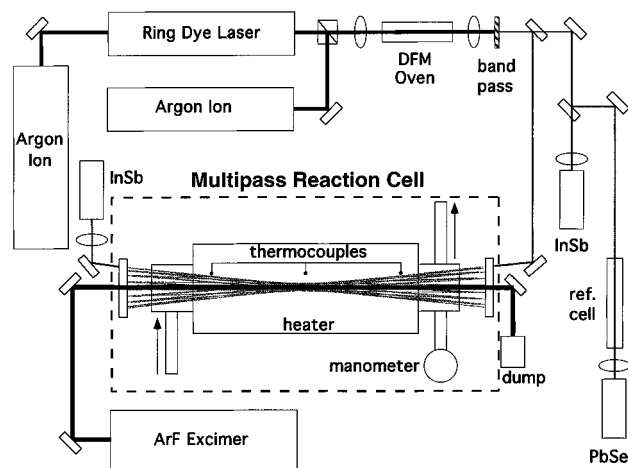 Ring Dye Laser
DFM
Oven
band
pass
Argon Ion
Argon
Ion
InSb
Multipass Reaction Cell
InSb
thermocouples
heater
ref.
cell
manometer
dump
ArF Excimer
PbSe